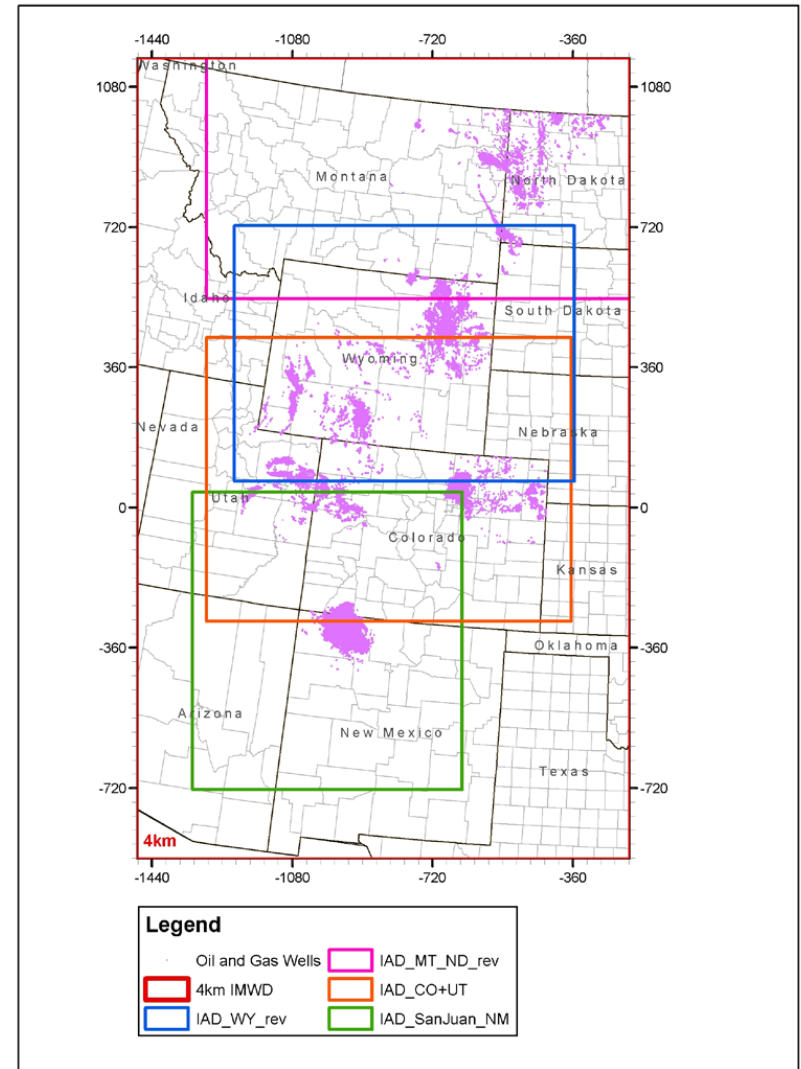 -1440 -1080 -720 -360
Washington
1080 1080
Montana
North Dakota
720 720
Idaho
South Dakota
360 Wyoming 360
Nevada
Nebraska
Utah
0 0
Colorado
Kansas
-360 -360
Oklahoma
Arizona
New Mexico
Texas
-720 -720
4km
-1440 -1080 -720 -360
Legend
Oil and Gas Wells IAD_MT_ND_rev
4km IMWD IAD_CO+UT
IAD_WY_rev IAD_SanJuan_NM